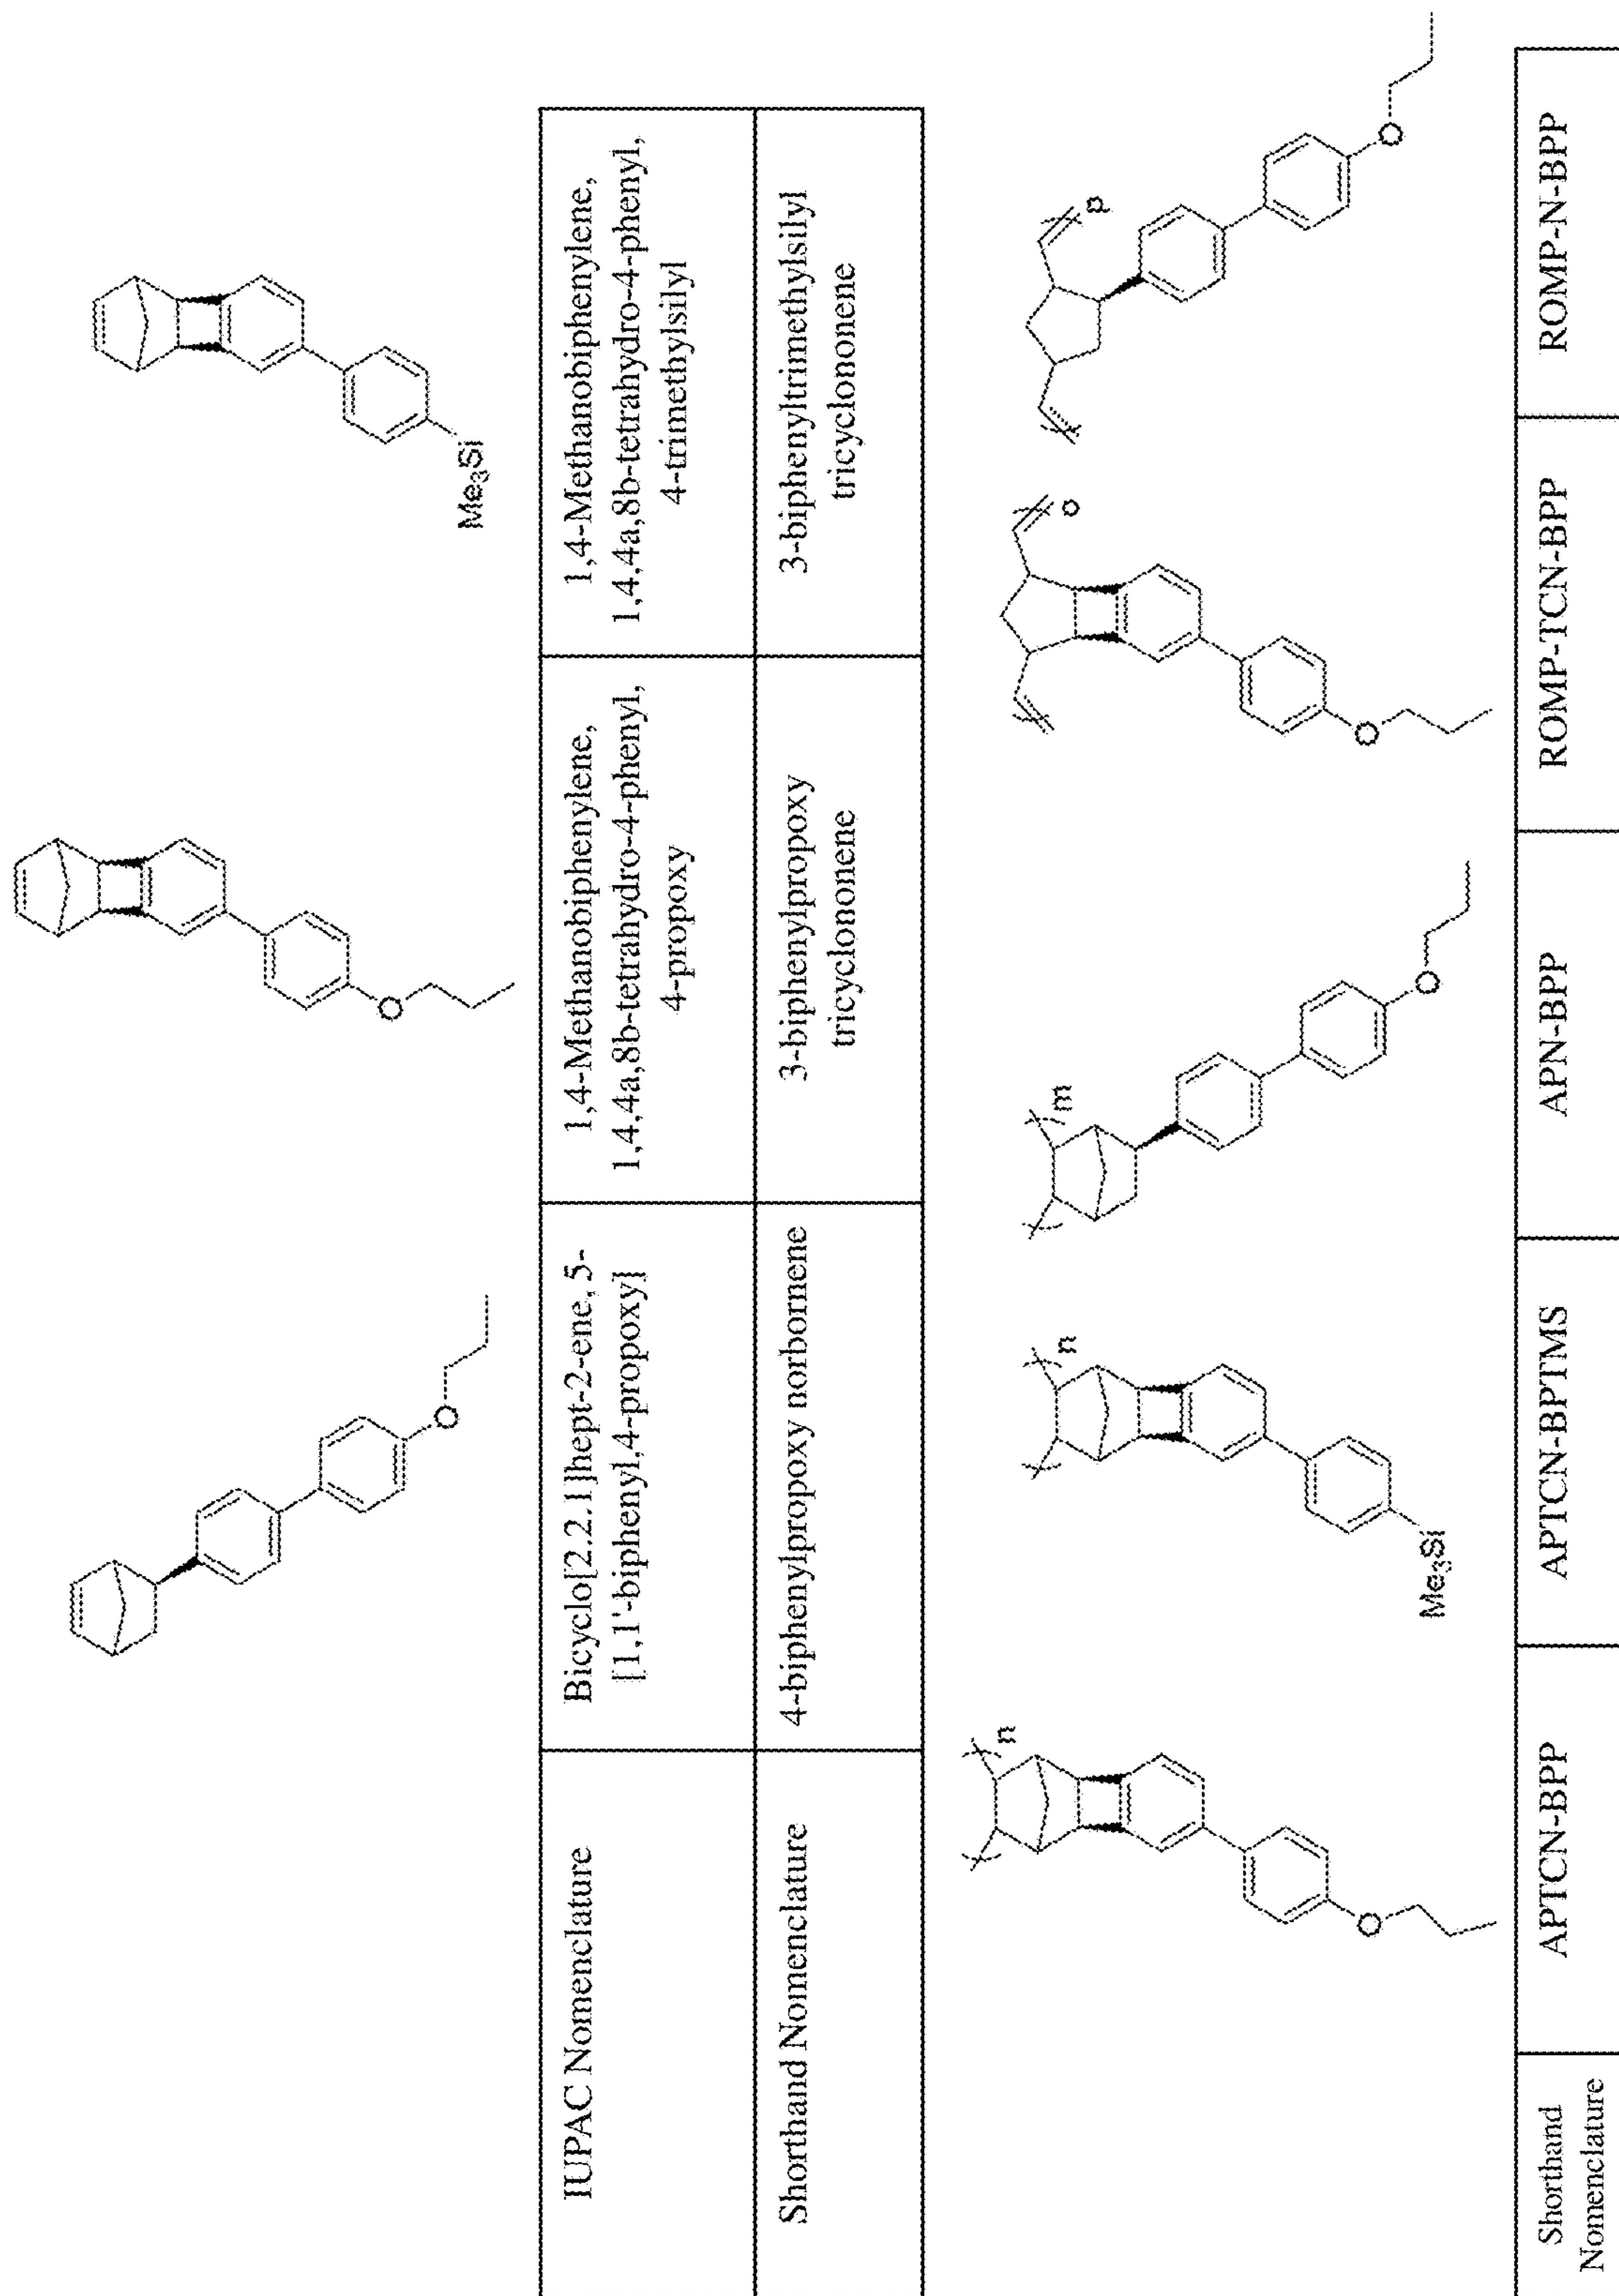 O
O
Me₃Si
IUPAC Nomenclature
Bicyclo[2.2.1]hept-2-ene, 5-
[1,1'-biphenyl,4-propoxy]
1,4-Methanobiphenylene,
1,4,4a,8b-tetrahydro-4-phenyl,
4-propoxy
1,4-Methanobiphenylene,
1,4,4a,8b-tetrahydro-4-phenyl,
4-trimethylsilyl
Shorthand Nomenclature
4-biphenylpropoxy norbornene
3-biphenylpropoxy
tricyclononene
3-biphenyltrimethylsilyl
tricyclononene
n
O
n
Me₃Si
m
O
o
O
p
O
Shorthand
Nomenclature
APTCN-BPP
APTCN-BPTMS
APN-BPP
ROMP-TCN-BPP
ROMP-N-BPP